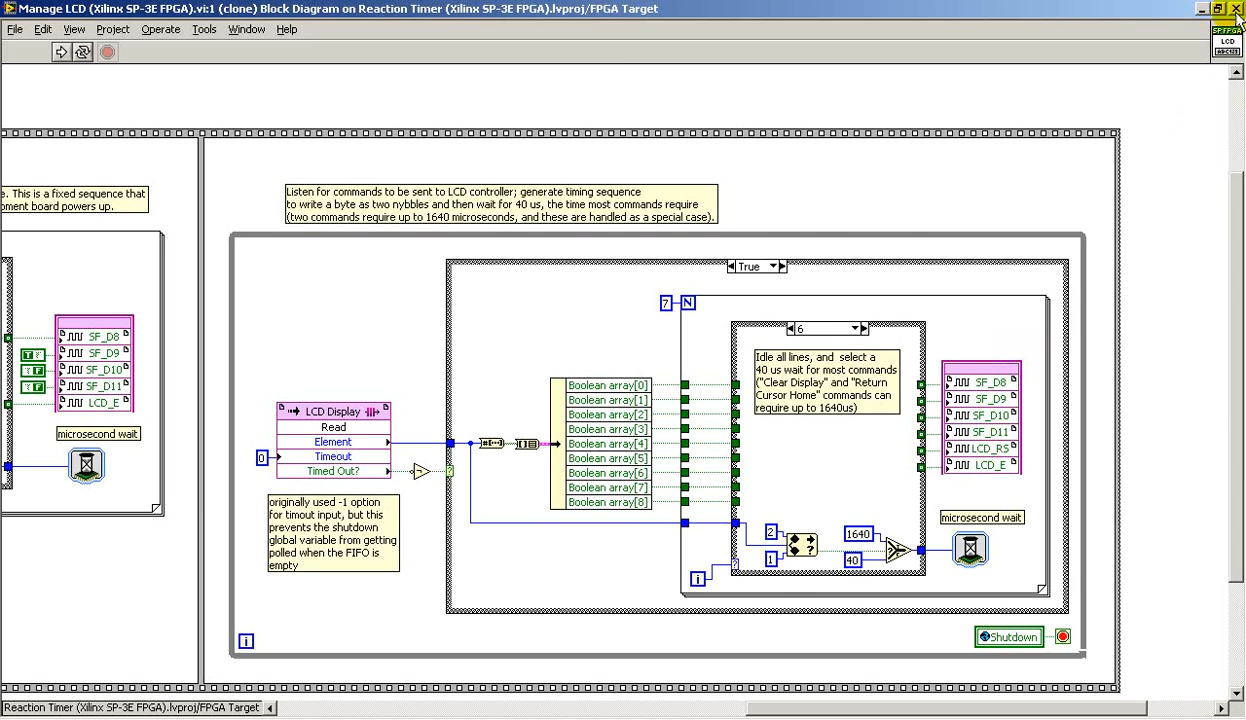 Manage LCD (Xilinx SP-3E FPGA).vi:1 (clone) Block Diagram on Reaction Timer (Xilinx SP-3E FPGA).lvproj/FPGA Target
File Edit View Project Operate Tools Window Help
SP.FPGA
LCD
ABC123
e. This is a fixed sequence that
oment board powers up.
Listen for commands to be sent to LCD controller; generate timing sequence
to write a byte as two nybbles and then wait for 40 us, the time most commands require
(two commands require up to 1640 microseconds, and these are handled as a special case).
True
7 N
6
Idle all lines, and select a
40 us wait for most commands
("Clear Display" and "Return
Cursor Home" commands can
require up to 1640us)
SF_D8
T SF_D9
F SF_D10
F SF_D11
LCD_E
microsecond wait
LCD Display
Read
Element
0 Timeout
Timed Out?
originally used -1 option
for timout input, but this
prevents the shutdown
global variable from getting
polled when the FIFO is
empty
?
Boolean array[0]
Boolean array[1]
Boolean array[2]
Boolean array[3]
Boolean array[4]
Boolean array[5]
Boolean array[6]
Boolean array[7]
Boolean array[8]
SF_D8
SF_D9
SF_D10
SF_D11
LCD_RS
LCD_E
microsecond wait
2
1
?
1640
40
?
i
?
i
Shutdown
Reaction Timer (Xilinx SP-3E FPGA).lvproj/FPGA Target